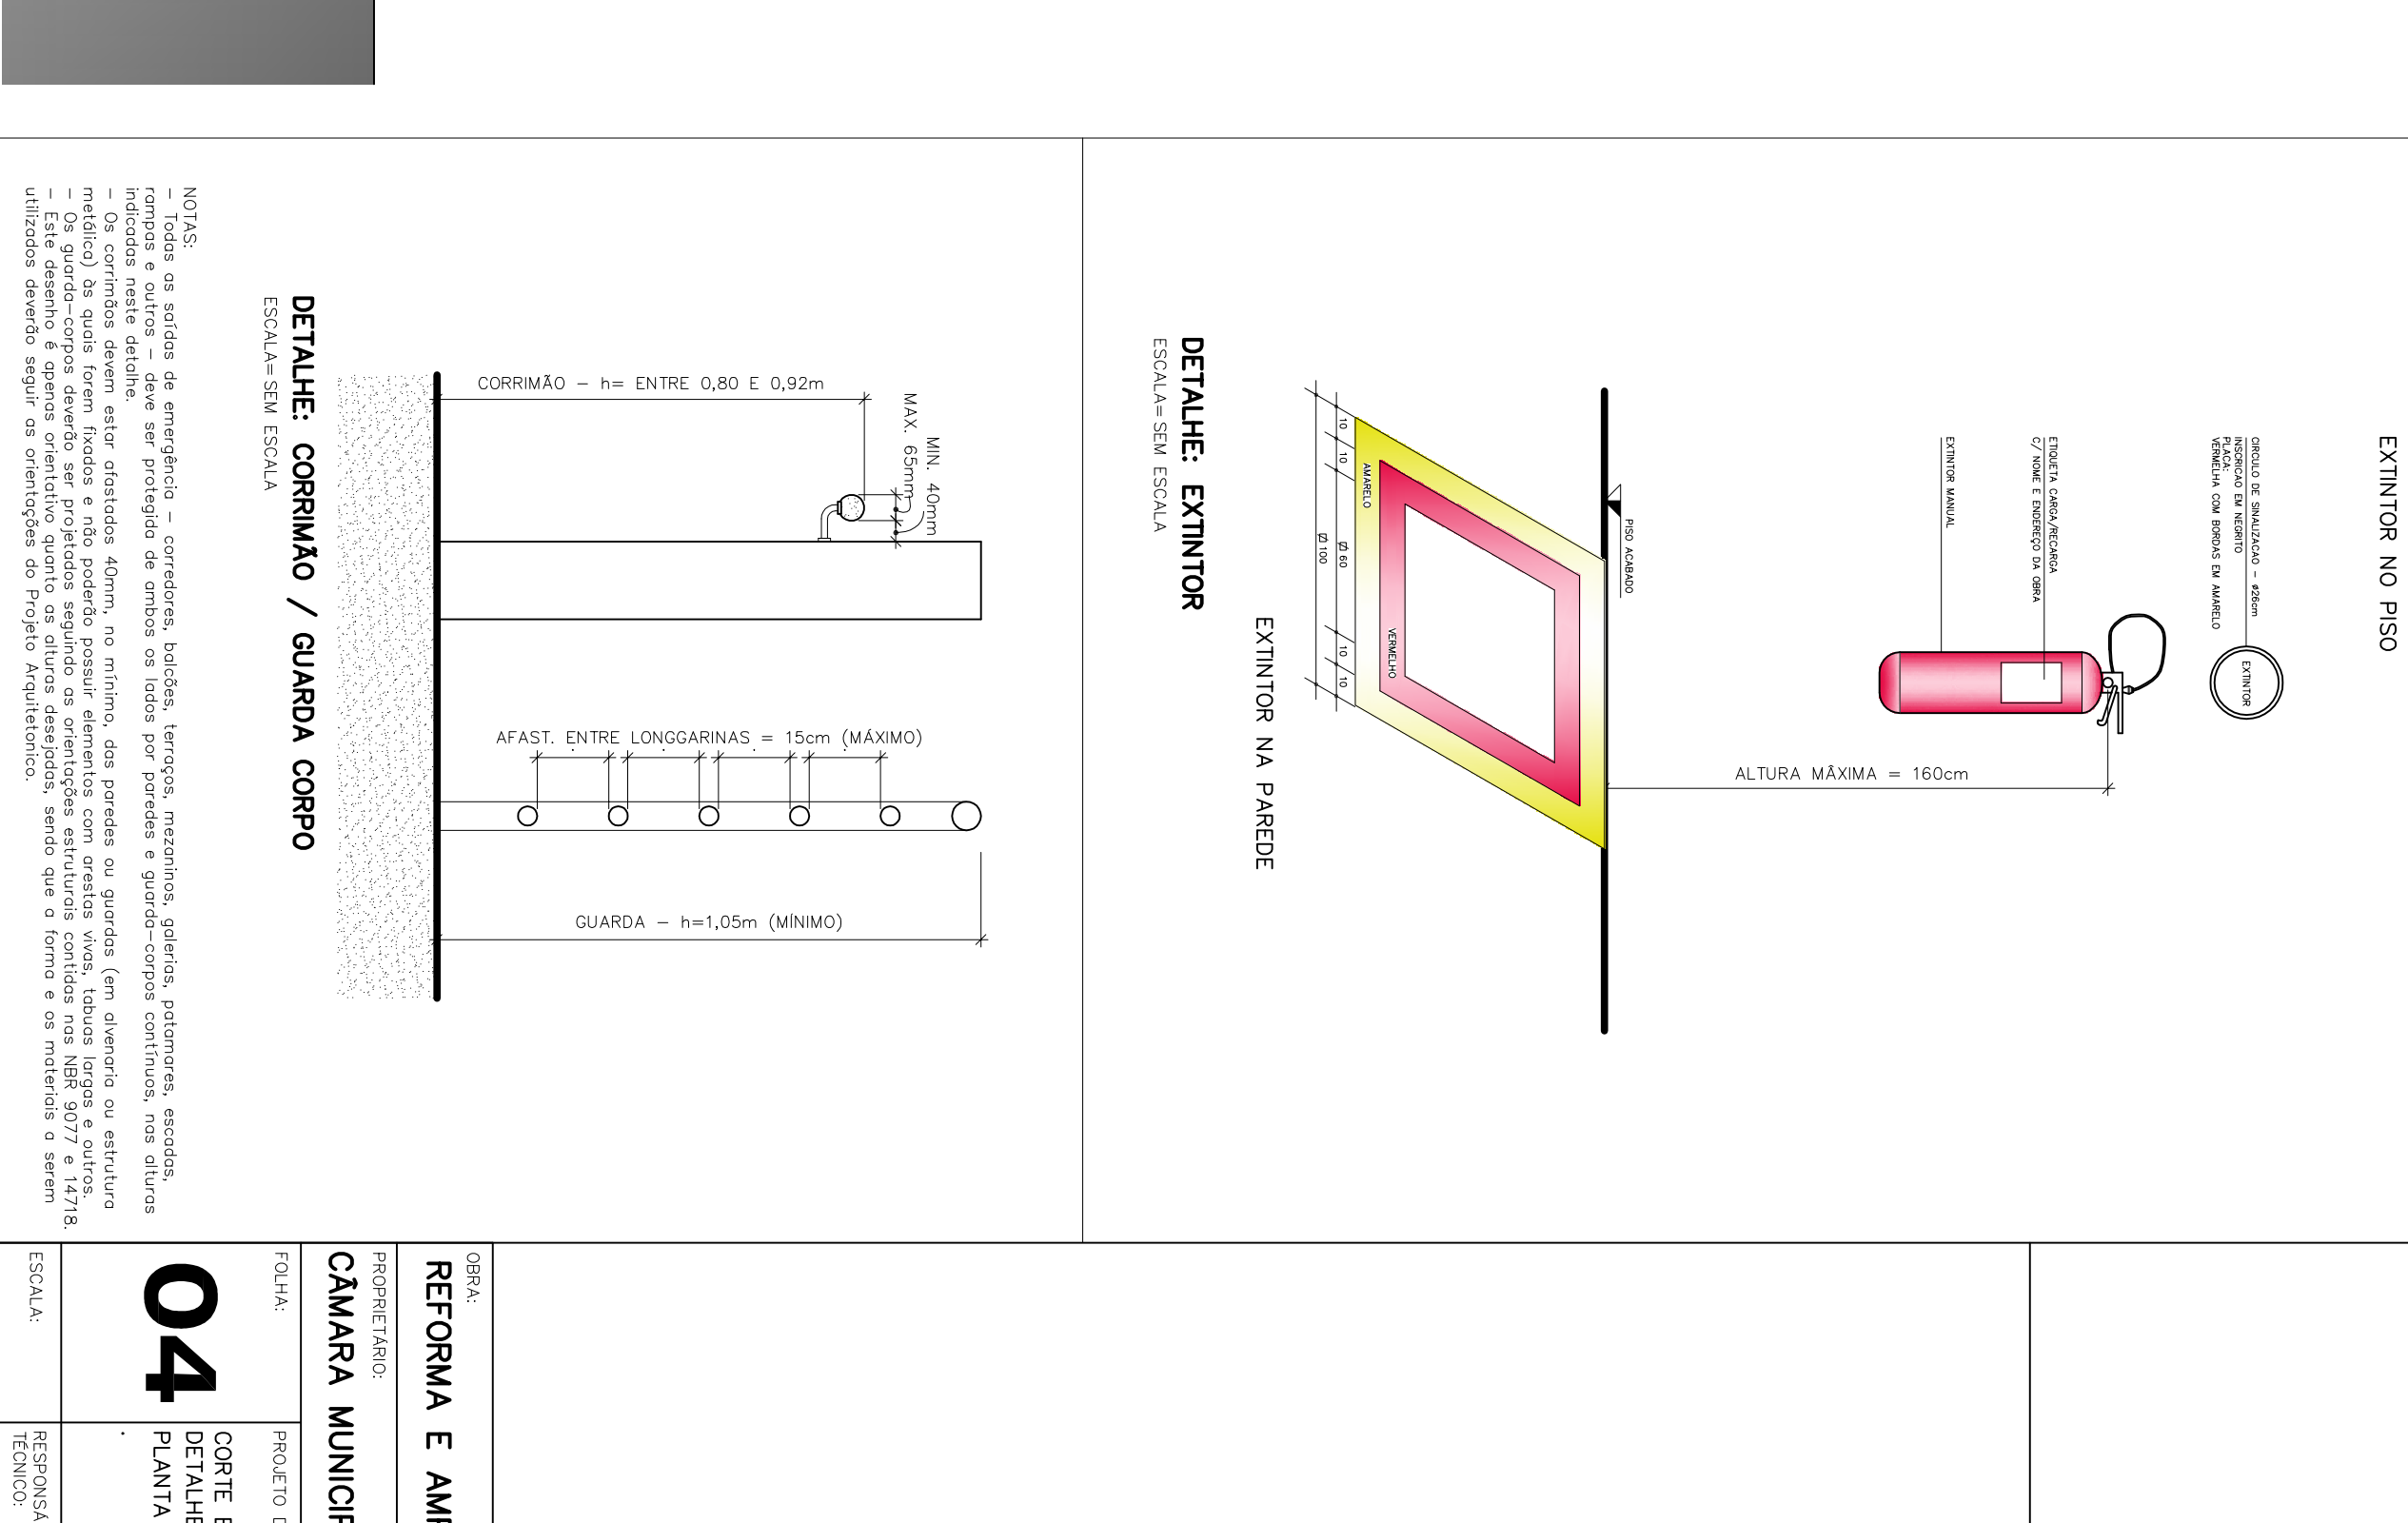 EXTINTOR NO PISO
CIRCULO DE SINALIZACAO - ø26cm
INSCRICAO EM NEGRITO
PLACA:
VERMELHA COM BORDAS EM AMARELO
EXTINTOR
ETIQUETA CARGA/RECARGA
C/ NOME E ENDEREÇO DA OBRA
EXTINTOR MANUAL
ALTURA MÂXIMA = 160cm
PISO ACABADO
AMARELO
VERMELHO
10
10
60
10
10
100
EXTINTOR NA PAREDE
DETALHE: EXTINTOR
ESCALA= SEM ESCALA
MIN. 40mm
MAX. 65mm
CORRIMÃO - h= ENTRE 0,80 E 0,92m
AFAST. ENTRE LONGGARINAS = 15cm (MÁXIMO)
GUARDA - h=1,05m (MÍNIMO)
DETALHE: CORRIMÃO / GUARDA CORPO
ESCALA= SEM ESCALA
NOTAS:
- Todas as saídas de emergência - corredores, balcões, terraços, mezaninos, galerias, patamares, escadas,
rampas e outros - deve ser protegida de ambos os lados por paredes e guarda-corpos contínuos, nas alturas
indicadas neste detalhe.
- Os corrimãos devem estar afastados 40mm, no mínimo, das paredes ou guardas (em alvenaria ou estrutura
metálica) às quais forem fixados e não poderão possuir elementos com arestas vivas, tabuas largas e outros.
- Os guarda-corpos deverão ser projetados seguindo as orientações estruturais contidas nas NBR 9077 e 14718.
- Este desenho é apenas orientativo quanto as alturas desejadas, sendo que a forma e os materiais a serem
utilizados deverão seguir as orientações do Projeto Arquitetonico.
OBRA:
REFORMA E
PROPRIETÁRIO:
CÂMARA
FOLHA:
04
PROJETO
CORTE
DETALHE
PLANTA
.
ESCALA:
TÉCNICO: